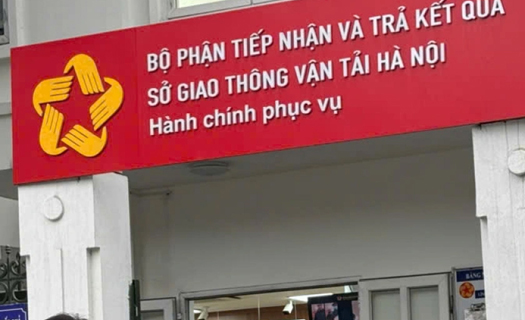 BỘ PHẬN TIẾP NHẬN VÀ TRẢ KẾT QUẢ
SỞ GIAO THÔNG VẬN TẢI HÀ NỘI
Hành chính phục vụ
BẢNG